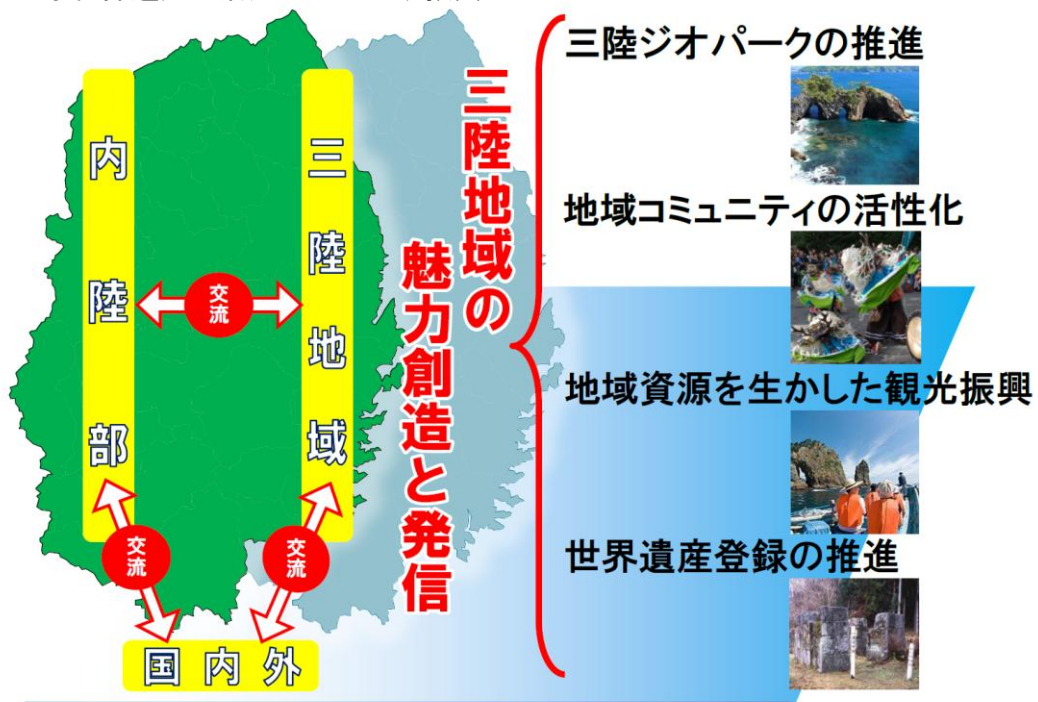 内陸部
三陸地域
交流
交流
交流
国内外
三陸地域の
魅力創造と発信
三陸ジオパークの推進
地域コミュニティの活性化
地域資源を生かした観光振興
世界遺産登録の推進